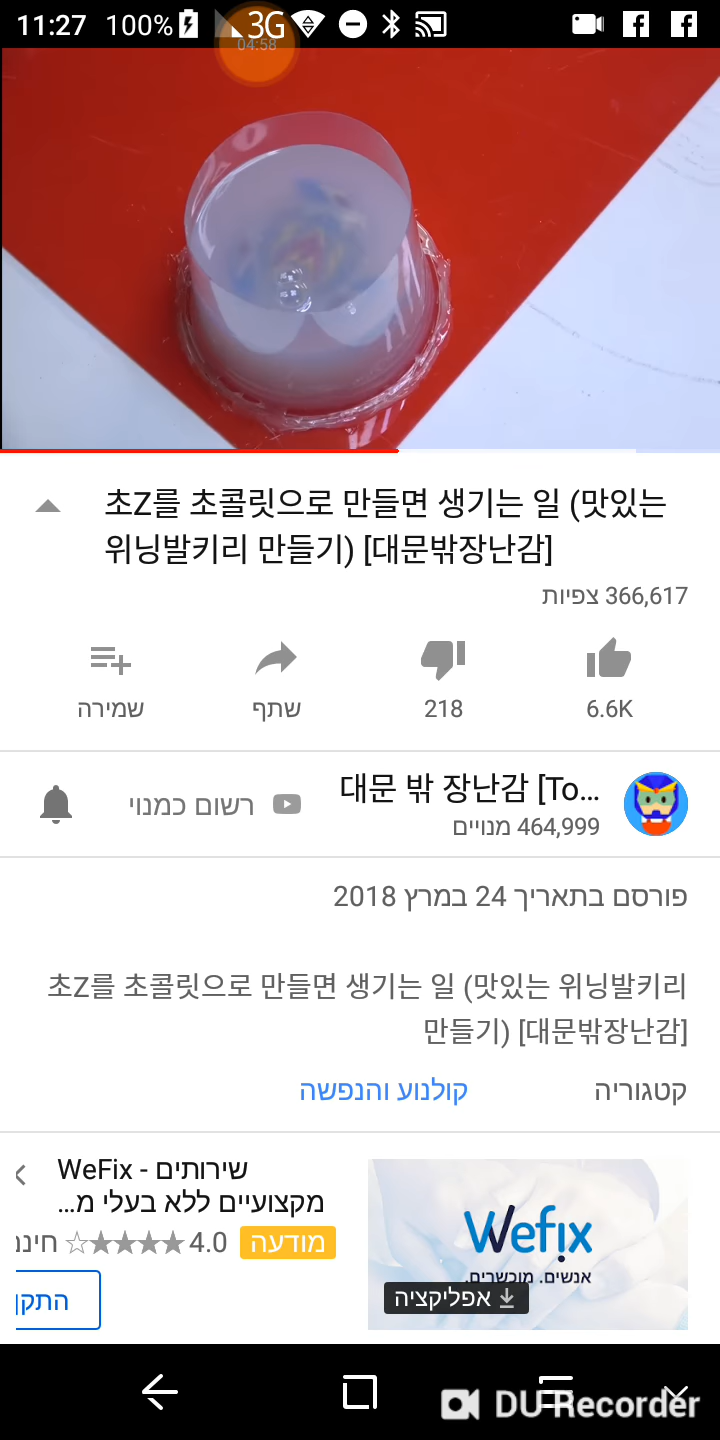 11:27 100% 3G
04:58
초Z를 초콜릿으로 만들면 생기는 일 (맛있는
위닝발키리 만들기) [대문밖장난감]
366,617 צפיות
6.6K
218
שתף
שמירה
대문 밖 장난감 [To...
464,999 מנויים
רשום כמנוי
פורסם בתאריך 24 במרץ 2018
초Z를 초콜릿으로 만들면 생기는 일 (맛있는 위닝발키리
만들기) [대문밖장난감]
קטגוריה
קולנוע והנפשה
Wefix
אנשים. מוכשרים.
אפליקציה
WeFix - שירותים
מקצועיים ללא בעלי מ...
מודעה 4.0
DU Recorder